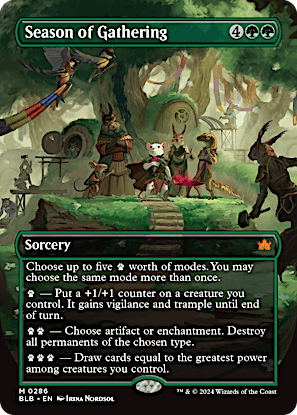 Season of Gathering 4
Sorcery
Choose up to five worth of modes. You may
choose the same mode more than once.
— Put a +1/+1 counter on a creature you
control. It gains vigilance and trample until end
of turn.
— Choose artifact or enchantment. Destroy
all permanents of the chosen type.
— Draw cards equal to the greatest power
among creatures you control.
M 0286
BLB • EN Irina Nordsol
™ & © 2024 Wizards of the Coast